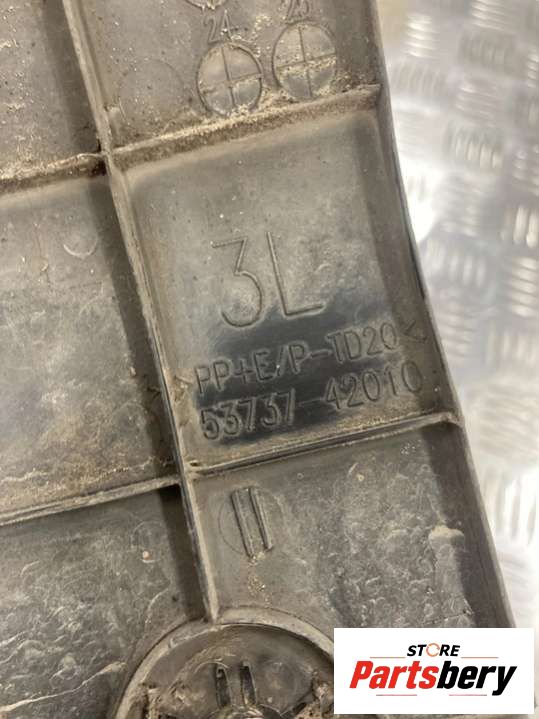 24 25
3L
>PP+E/P-TD20<
53737-42010
STORE
Partsbery